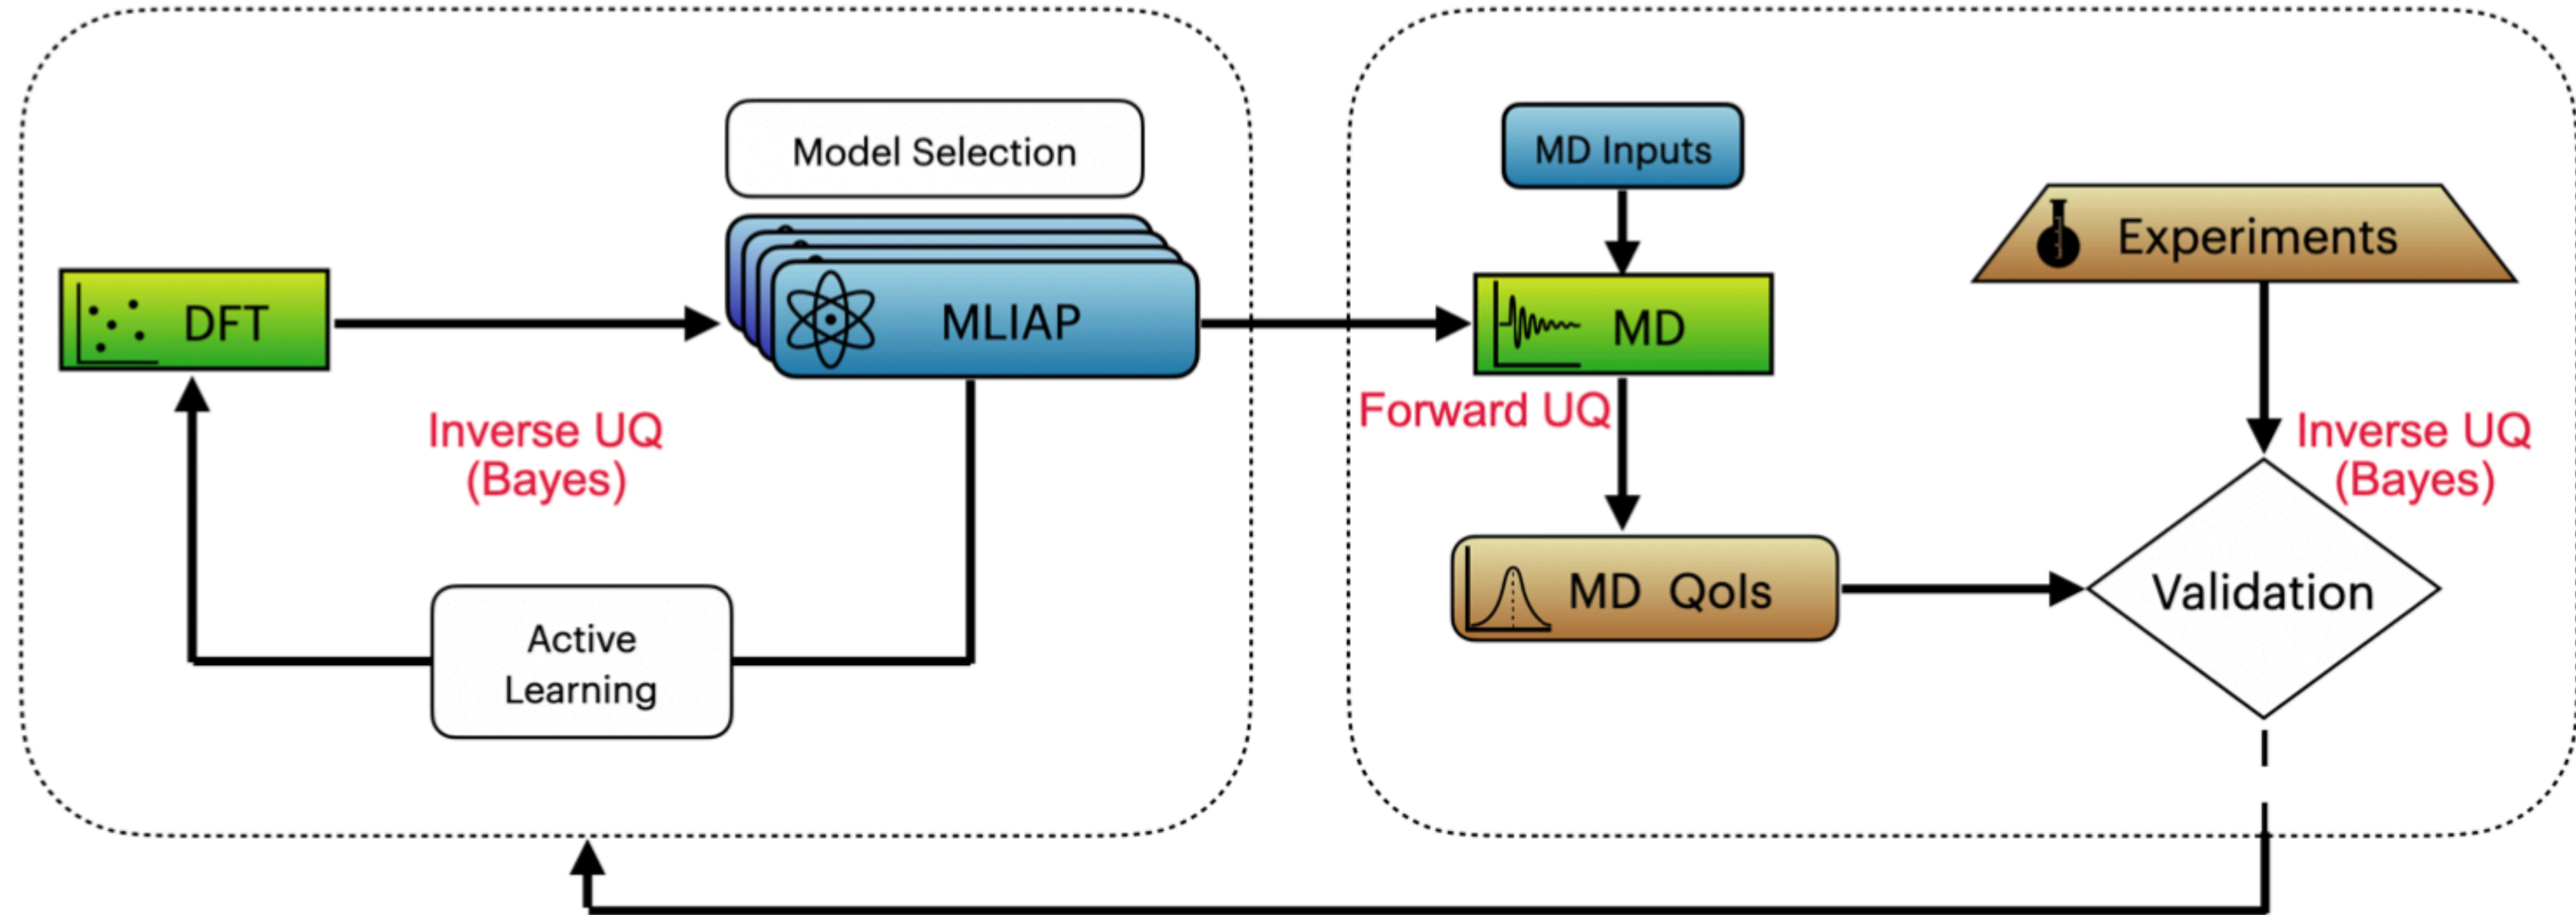 Model Selection
MLIAP
DFT
Inverse UQ
(Bayes)
Active
Learning
MD Inputs
MD
Forward UQ
MD QoIs
Experiments
Inverse UQ
(Bayes)
Validation